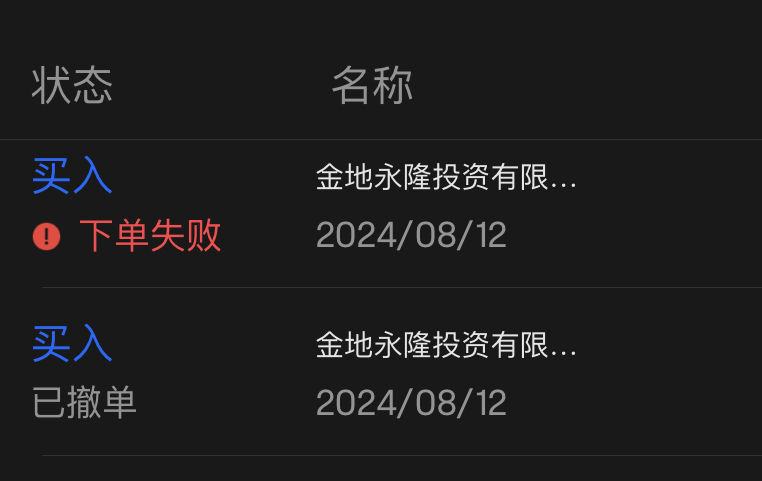 状态 名称
买入 金地永隆投资有限...
下单失败 2024/08/12
买入 金地永隆投资有限...
已撤单 2024/08/12